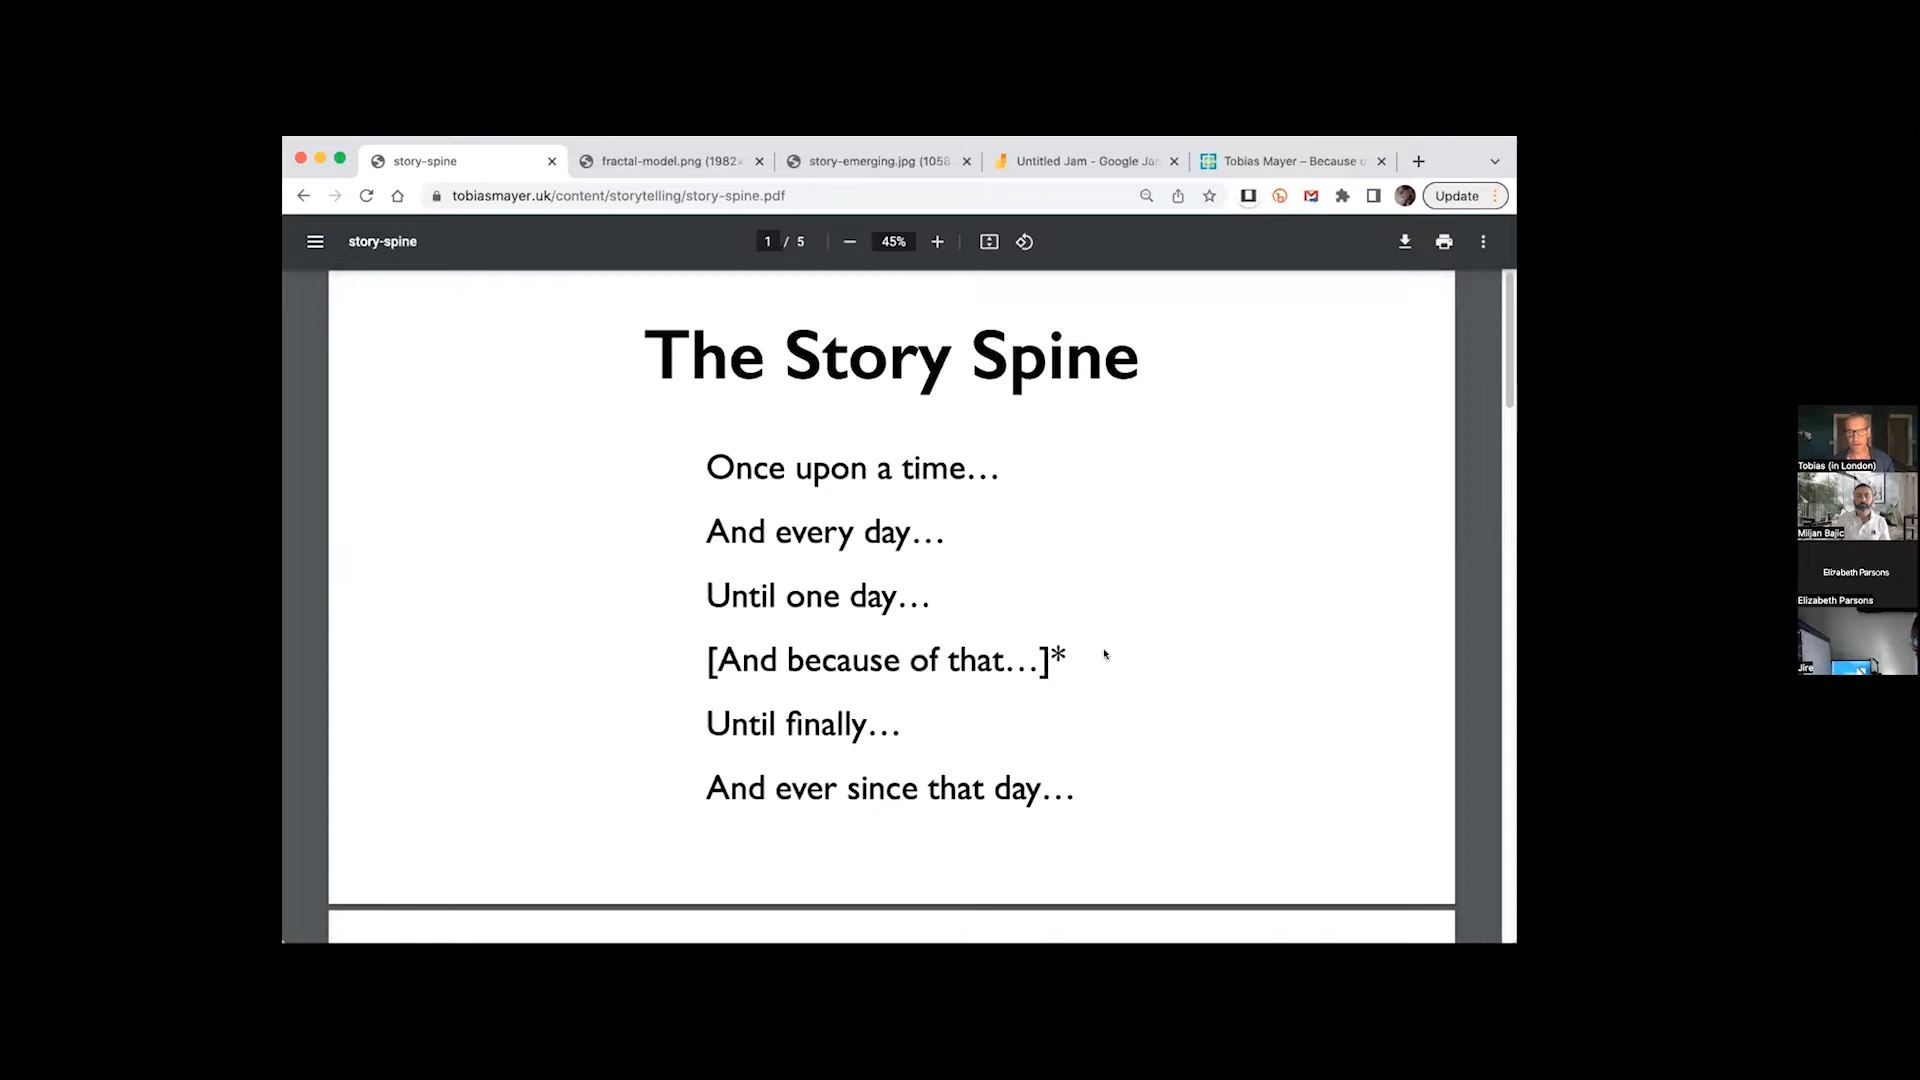 story-spine
fractal-model.png (1982×
story-emerging.jpg (1058
Untitled Jam - Google Ja
Tobias Mayer – Because o
tobiasmayer.uk/content/storytelling/story-spine.pdf
Update
story-spine
1 / 5
45%
The Story Spine
Once upon a time…
And every day…
Until one day…
[And because of that…]*
Until finally…
And ever since that day…
Tobias (in London)
Miljan Bajic
Elizabeth Parsons
Elizabeth Parsons
Jire